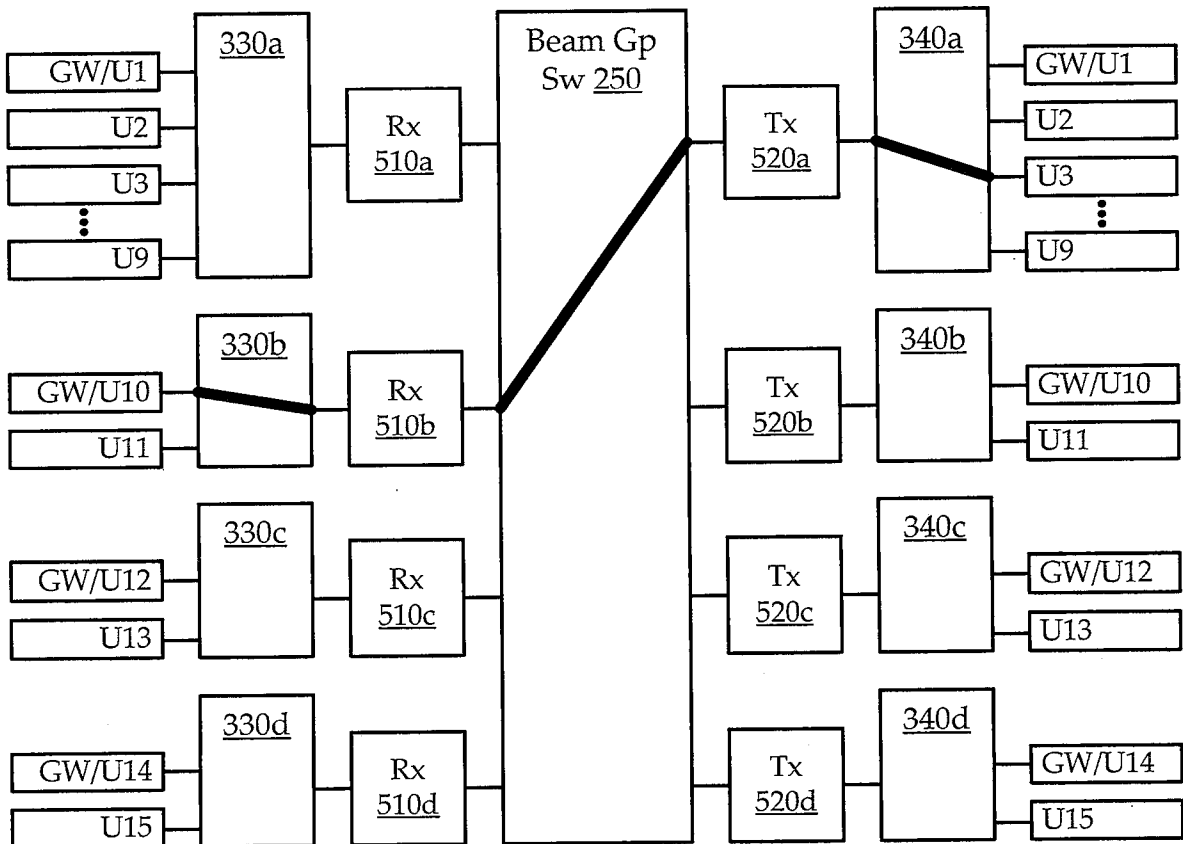 330a
GW/U1
U2
U3
U9
Rx
510a
Beam Gp
Sw 250
Tx
520a
340a
GW/U1
U2
U3
U9
330b
GW/U10
U11
Rx
510b
Tx
520b
340b
GW/U10
U11
330c
GW/U12
U13
Rx
510c
Tx
520c
340c
GW/U12
U13
330d
GW/U14
U15
Rx
510d
Tx
520d
340d
GW/U14
U15